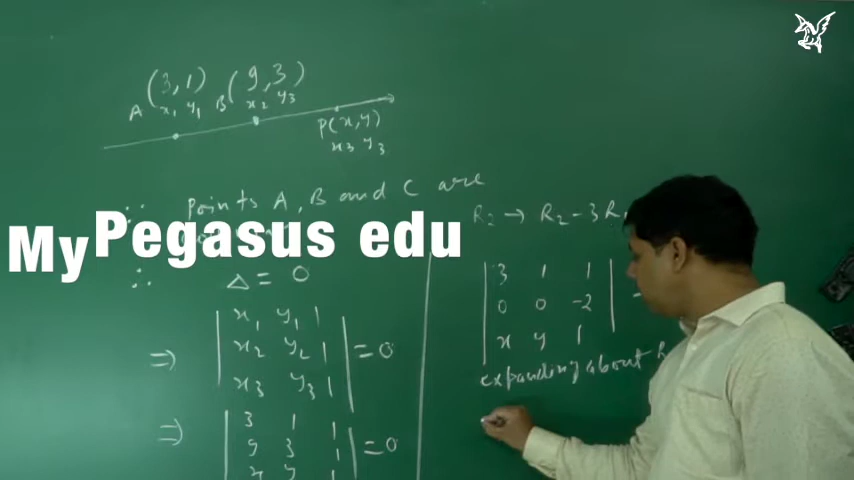 (3,1) (9,3)
A x₁ y₁ B x₂ y₃
P(x,y)
x₃ y₃
∵ points A, B and C are
My Pegasus edu
∴ Δ = 0
⇒ | x₁ y₁ 1 |
| x₂ y₂ 1 | = 0
| x₃ y₃ 1 |
⇒ | 3 1 1 |
| 9 3 1 | = 0
| x y 1 |
R₂ → R₂ - 3R
| 3 1 1 |
| 0 0 -2 |
| x y 1 |
expanding about R